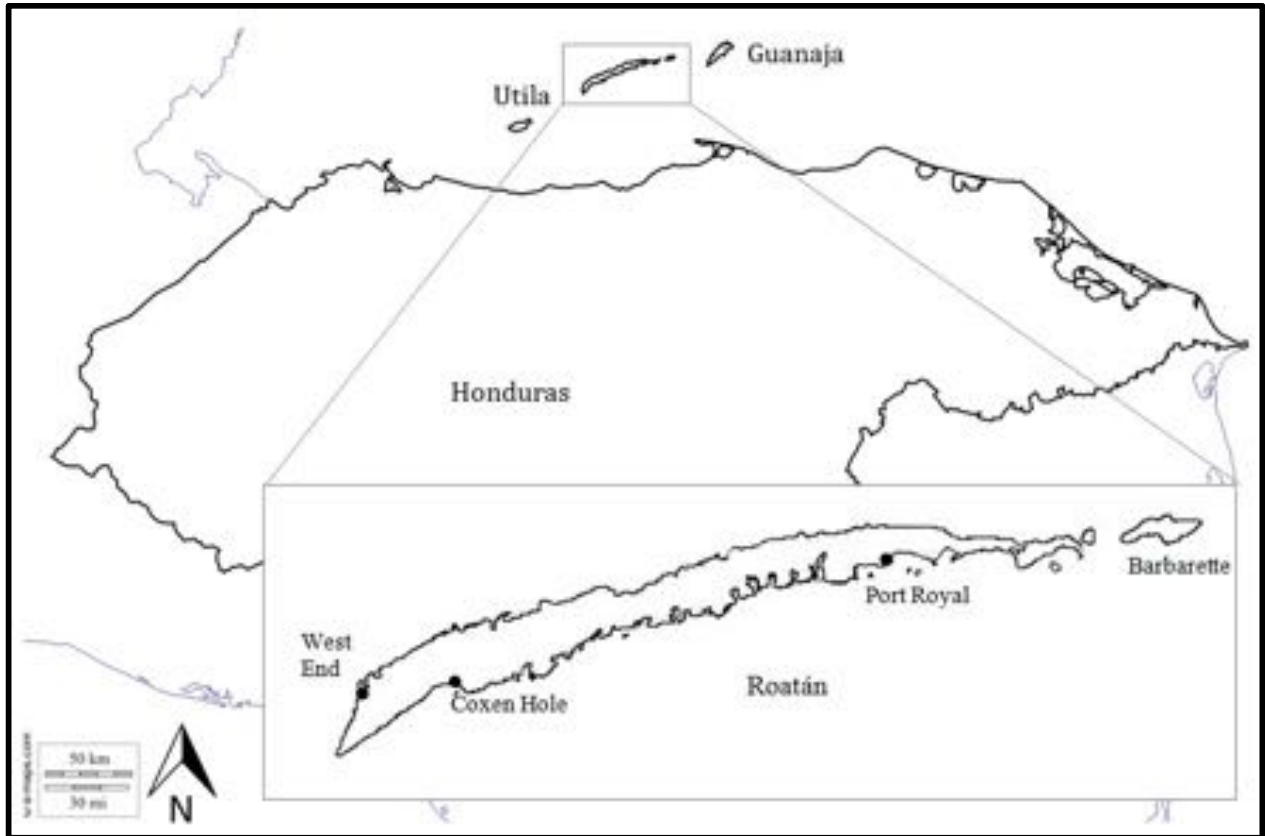 Guanaja
Utila
Honduras
Barbarette
Port Royal
West
End
Roatán
Coxen Hole
50 km
30 mi
N